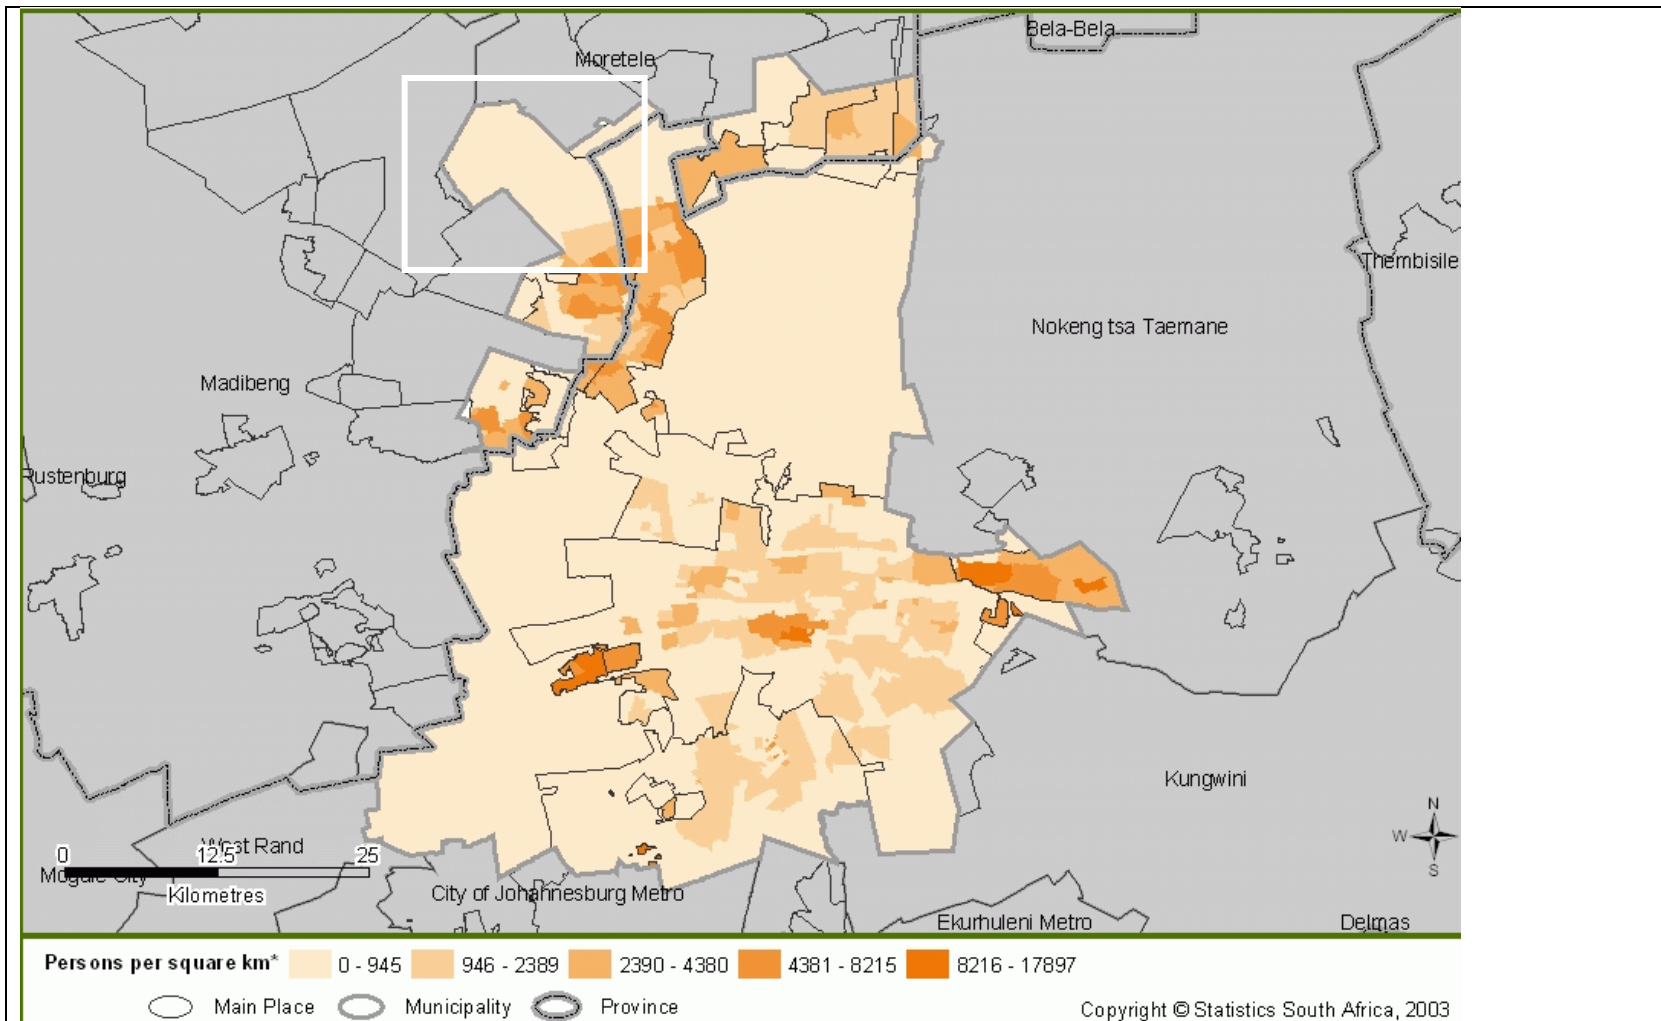 Bela-Bela
Moretele
Thembisile
Nokeng tsa Taemane
Madibeng
Rustenburg
Kungwini
N
W
S
West Rand
0 12.5 25
Mogale City
Kilometres
City of Johannesburg Metro
Ekurhuleni Metro
Delmas
Persons per square km* 0 - 945 946 - 2389 2390 - 4380 4381 - 8215 8216 - 17897
Main Place Municipality Province
Copyright © Statistics South Africa, 2003